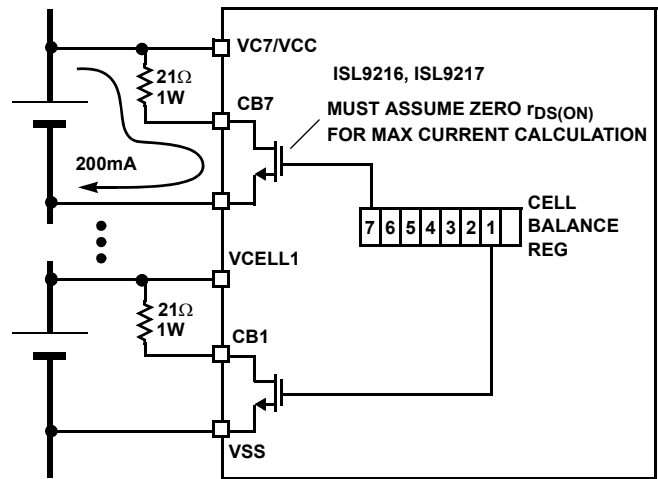 VC7/VCC
21Ω
1W
ISL9216, ISL9217
CB7
MUST ASSUME ZERO rDS(ON)
FOR MAX CURRENT CALCULATION
200mA
7 6 5 4 3 2 1
CELL
BALANCE
REG
VCELL1
21Ω
1W
CB1
VSS